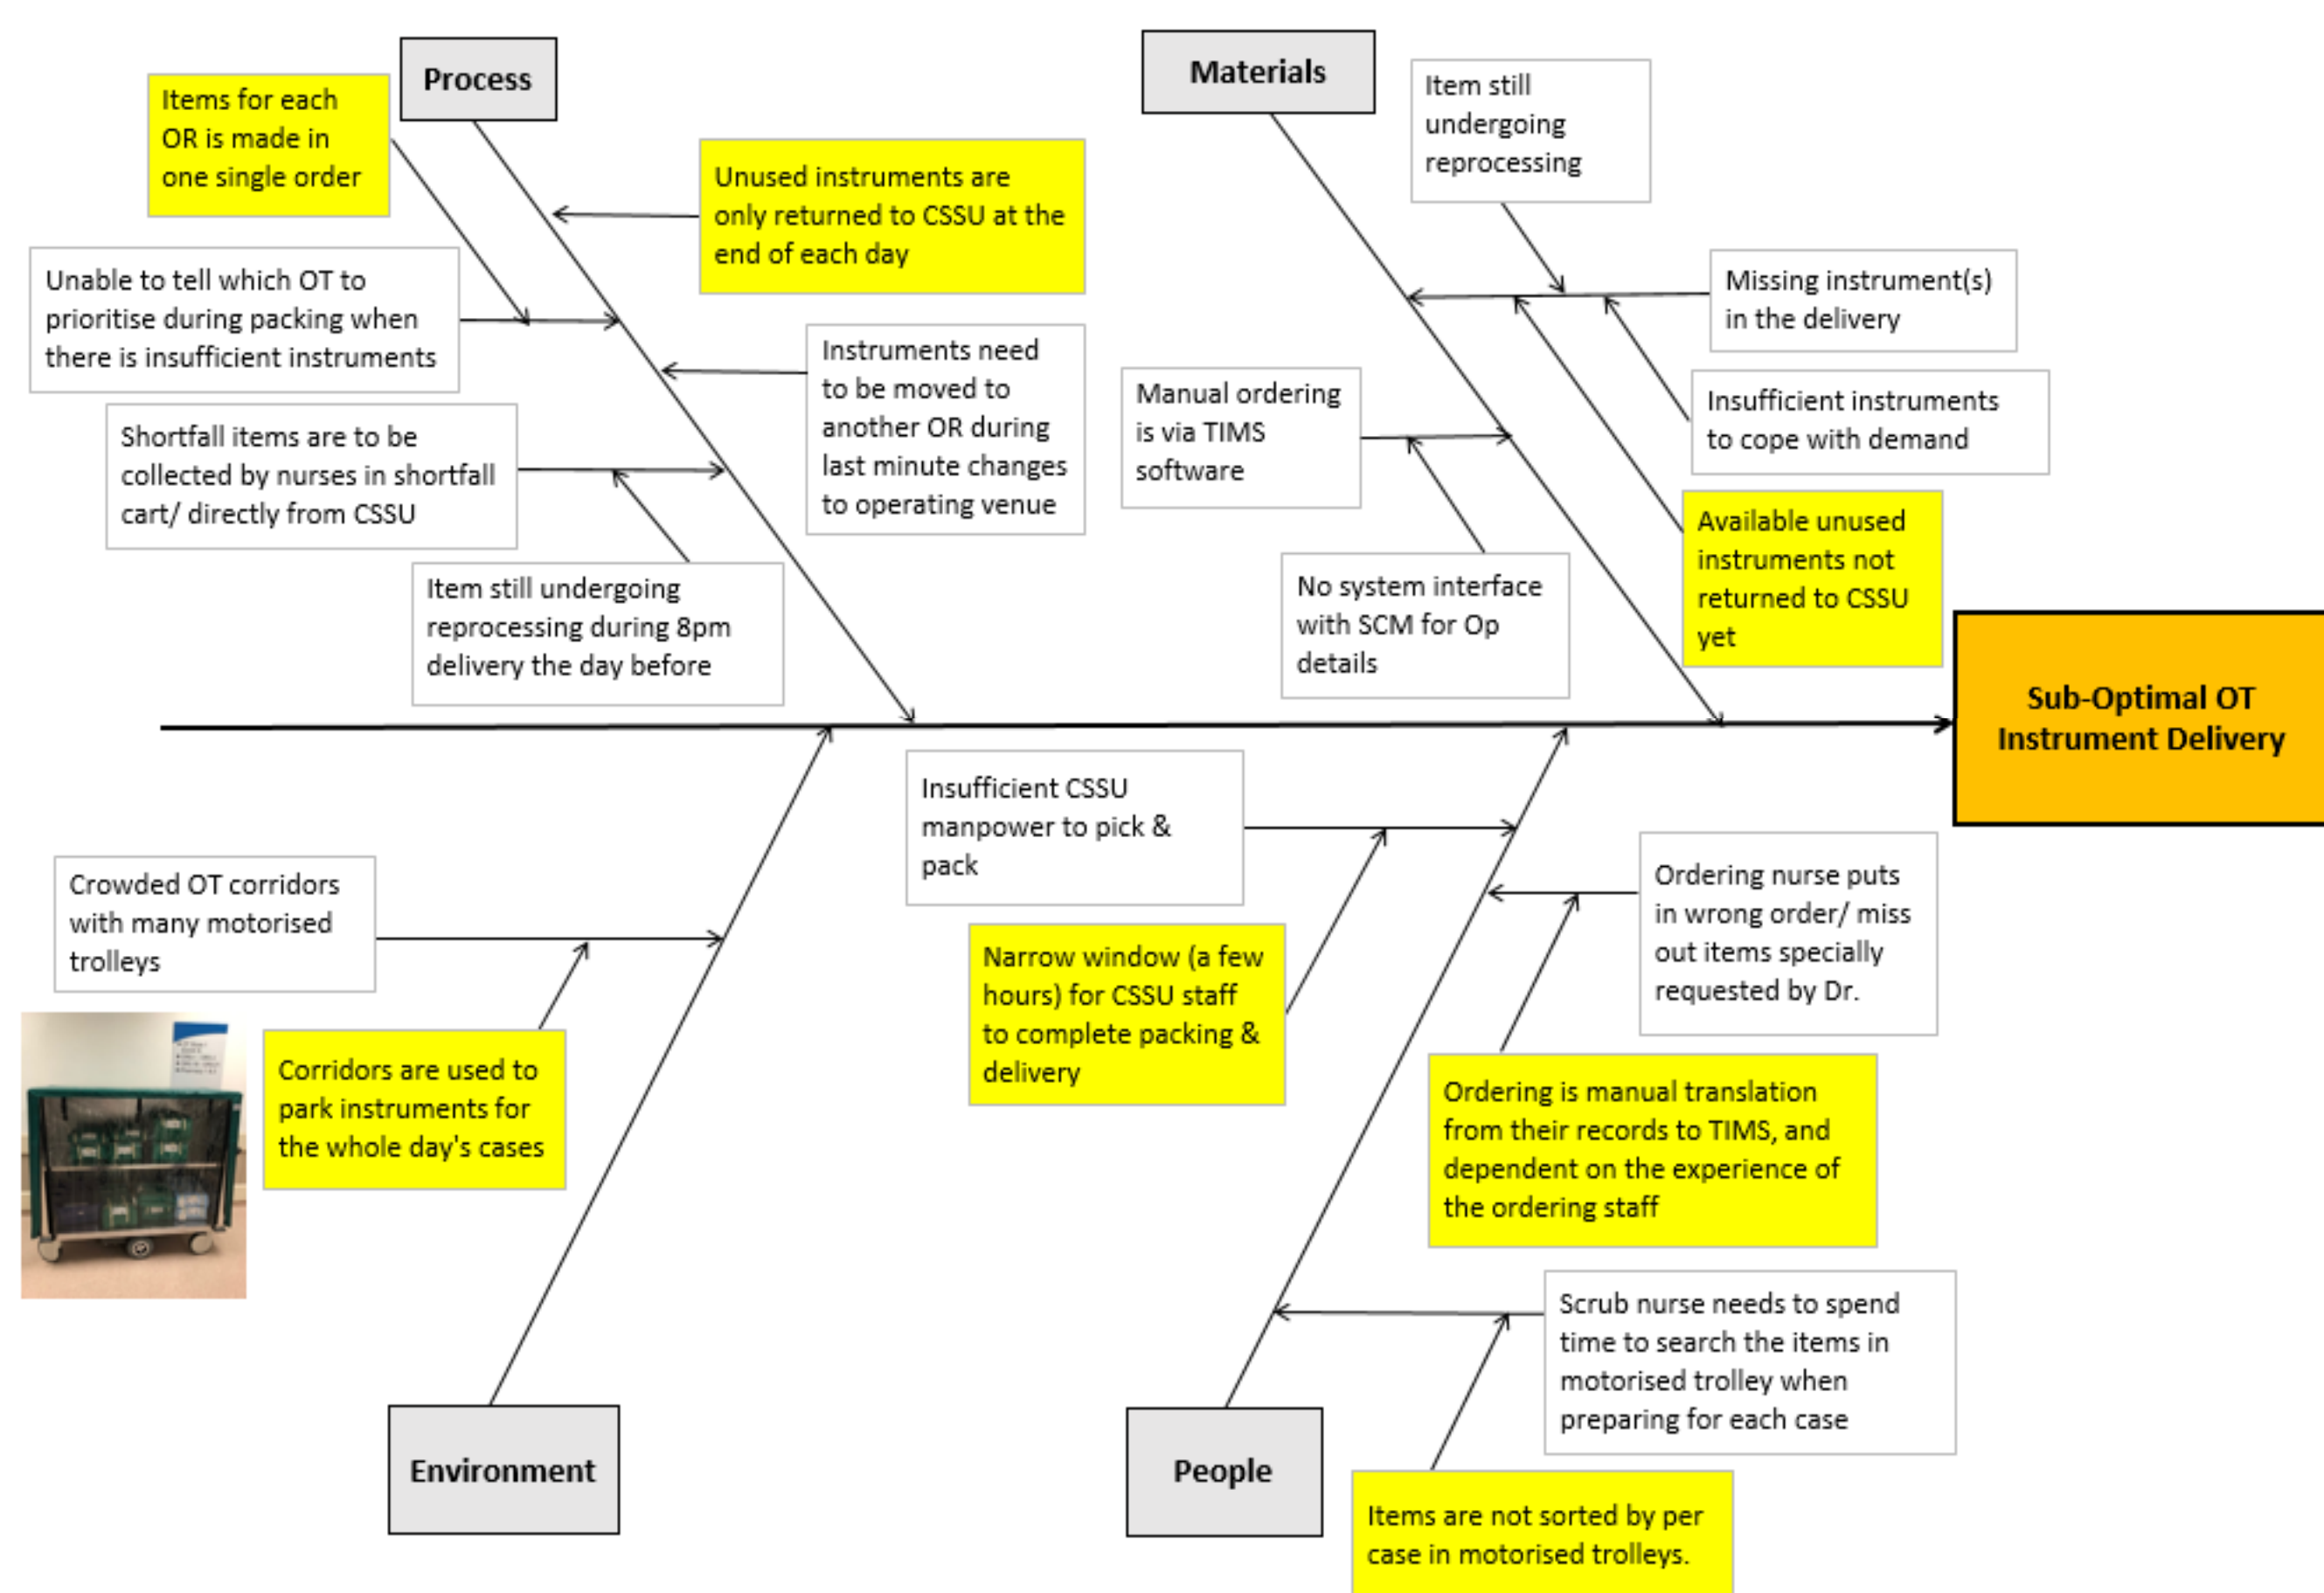 Process
Items for each
OR is made in
one single order
Unused instruments are
only returned to CSSU at the
end of each day
Unable to tell which OT to
prioritise during packing when
there is insufficient instruments
Instruments need
to be moved to
another OR during
last minute changes
to operating venue
Shortfall items are to be
collected by nurses in shortfall
cart/ directly from CSSU
Item still undergoing
reprocessing during 8pm
delivery the day before
Materials
Item still
undergoing
reprocessing
Missing instrument(s)
in the delivery
Insufficient instruments
to cope with demand
Manual ordering
is via TIMS
software
Available unused
instruments not
returned to CSSU
yet
No system interface
with SCM for Op
details
Sub-Optimal OT
Instrument Delivery
Crowded OT corridors
with many motorised
trolleys
Corridors are used to
park instruments for
the whole day's cases
Environment
Insufficient CSSU
manpower to pick &
pack
Narrow window (a few
hours) for CSSU staff
to complete packing &
delivery
Ordering nurse puts
in wrong order/ miss
out items specially
requested by Dr.
Ordering is manual translation
from their records to TIMS, and
dependent on the experience of
the ordering staff
Scrub nurse needs to spend
time to search the items in
motorised trolley when
preparing for each case
Items are not sorted by per
case in motorised trolleys.
People